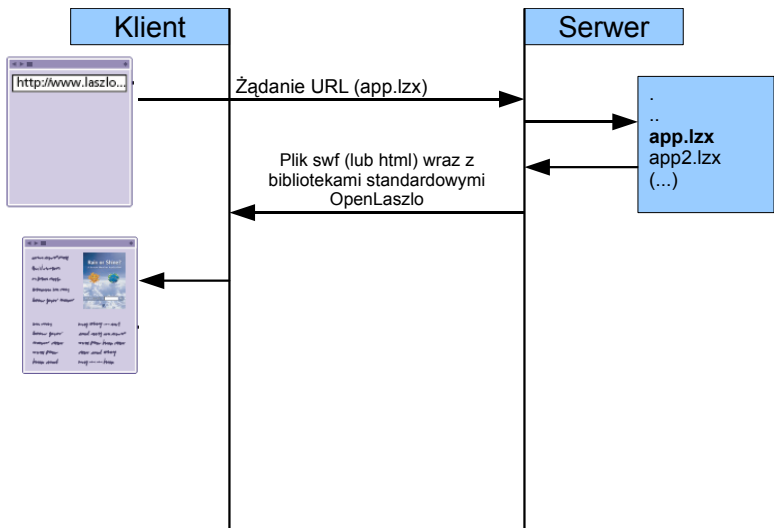 Klient
Serwer
http://www.laszlo...
Żądanie URL (app.lzx)
.
..
app.lzx
app2.lzx
(...)
Plik swf (lub html) wraz z
bibliotekami standardowymi
OpenLaszlo